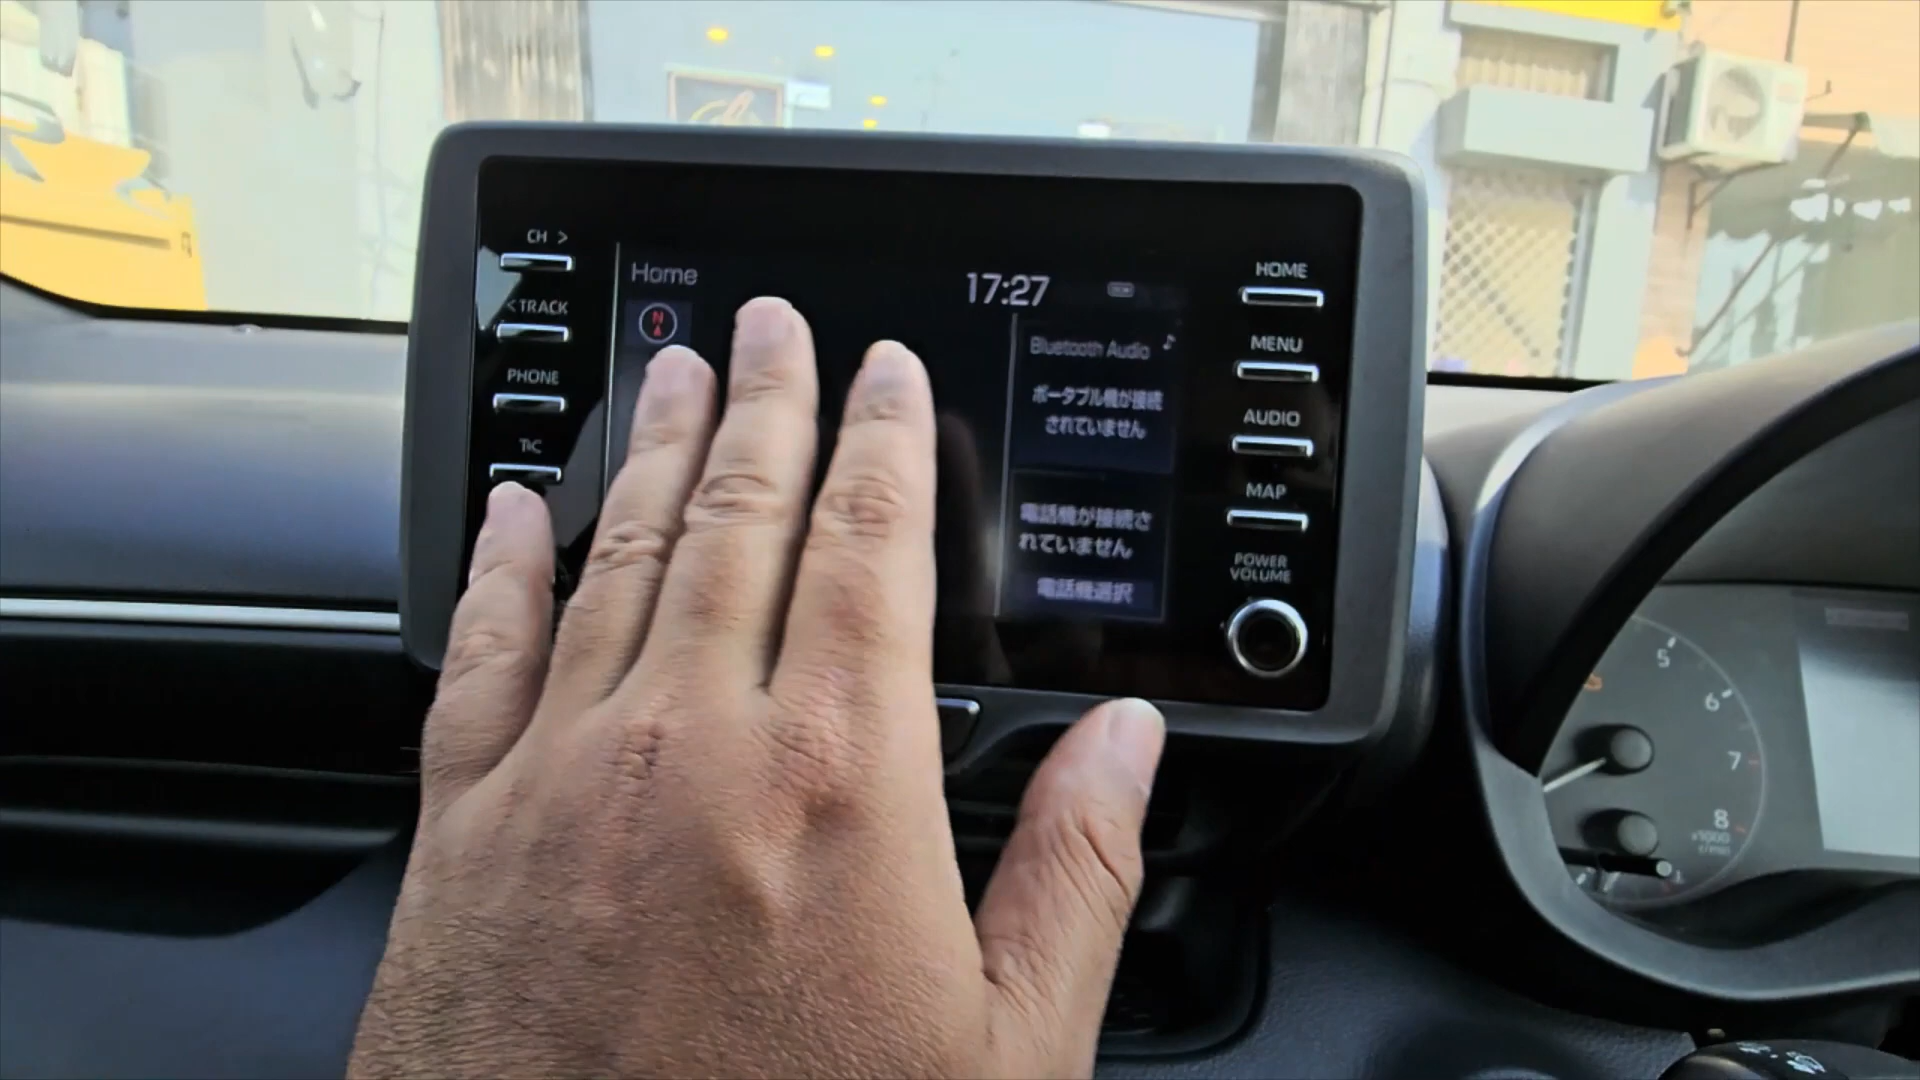 CH >
< TRACK
PHONE
T/C
Home
17:27
Bluetooth Audio
ポータブル機が接続
されていません
電話機が接続さ
れていません
電話機選択
HOME
MENU
AUDIO
MAP
POWER
VOLUME
N
5
6
7
8
x1000
r/min